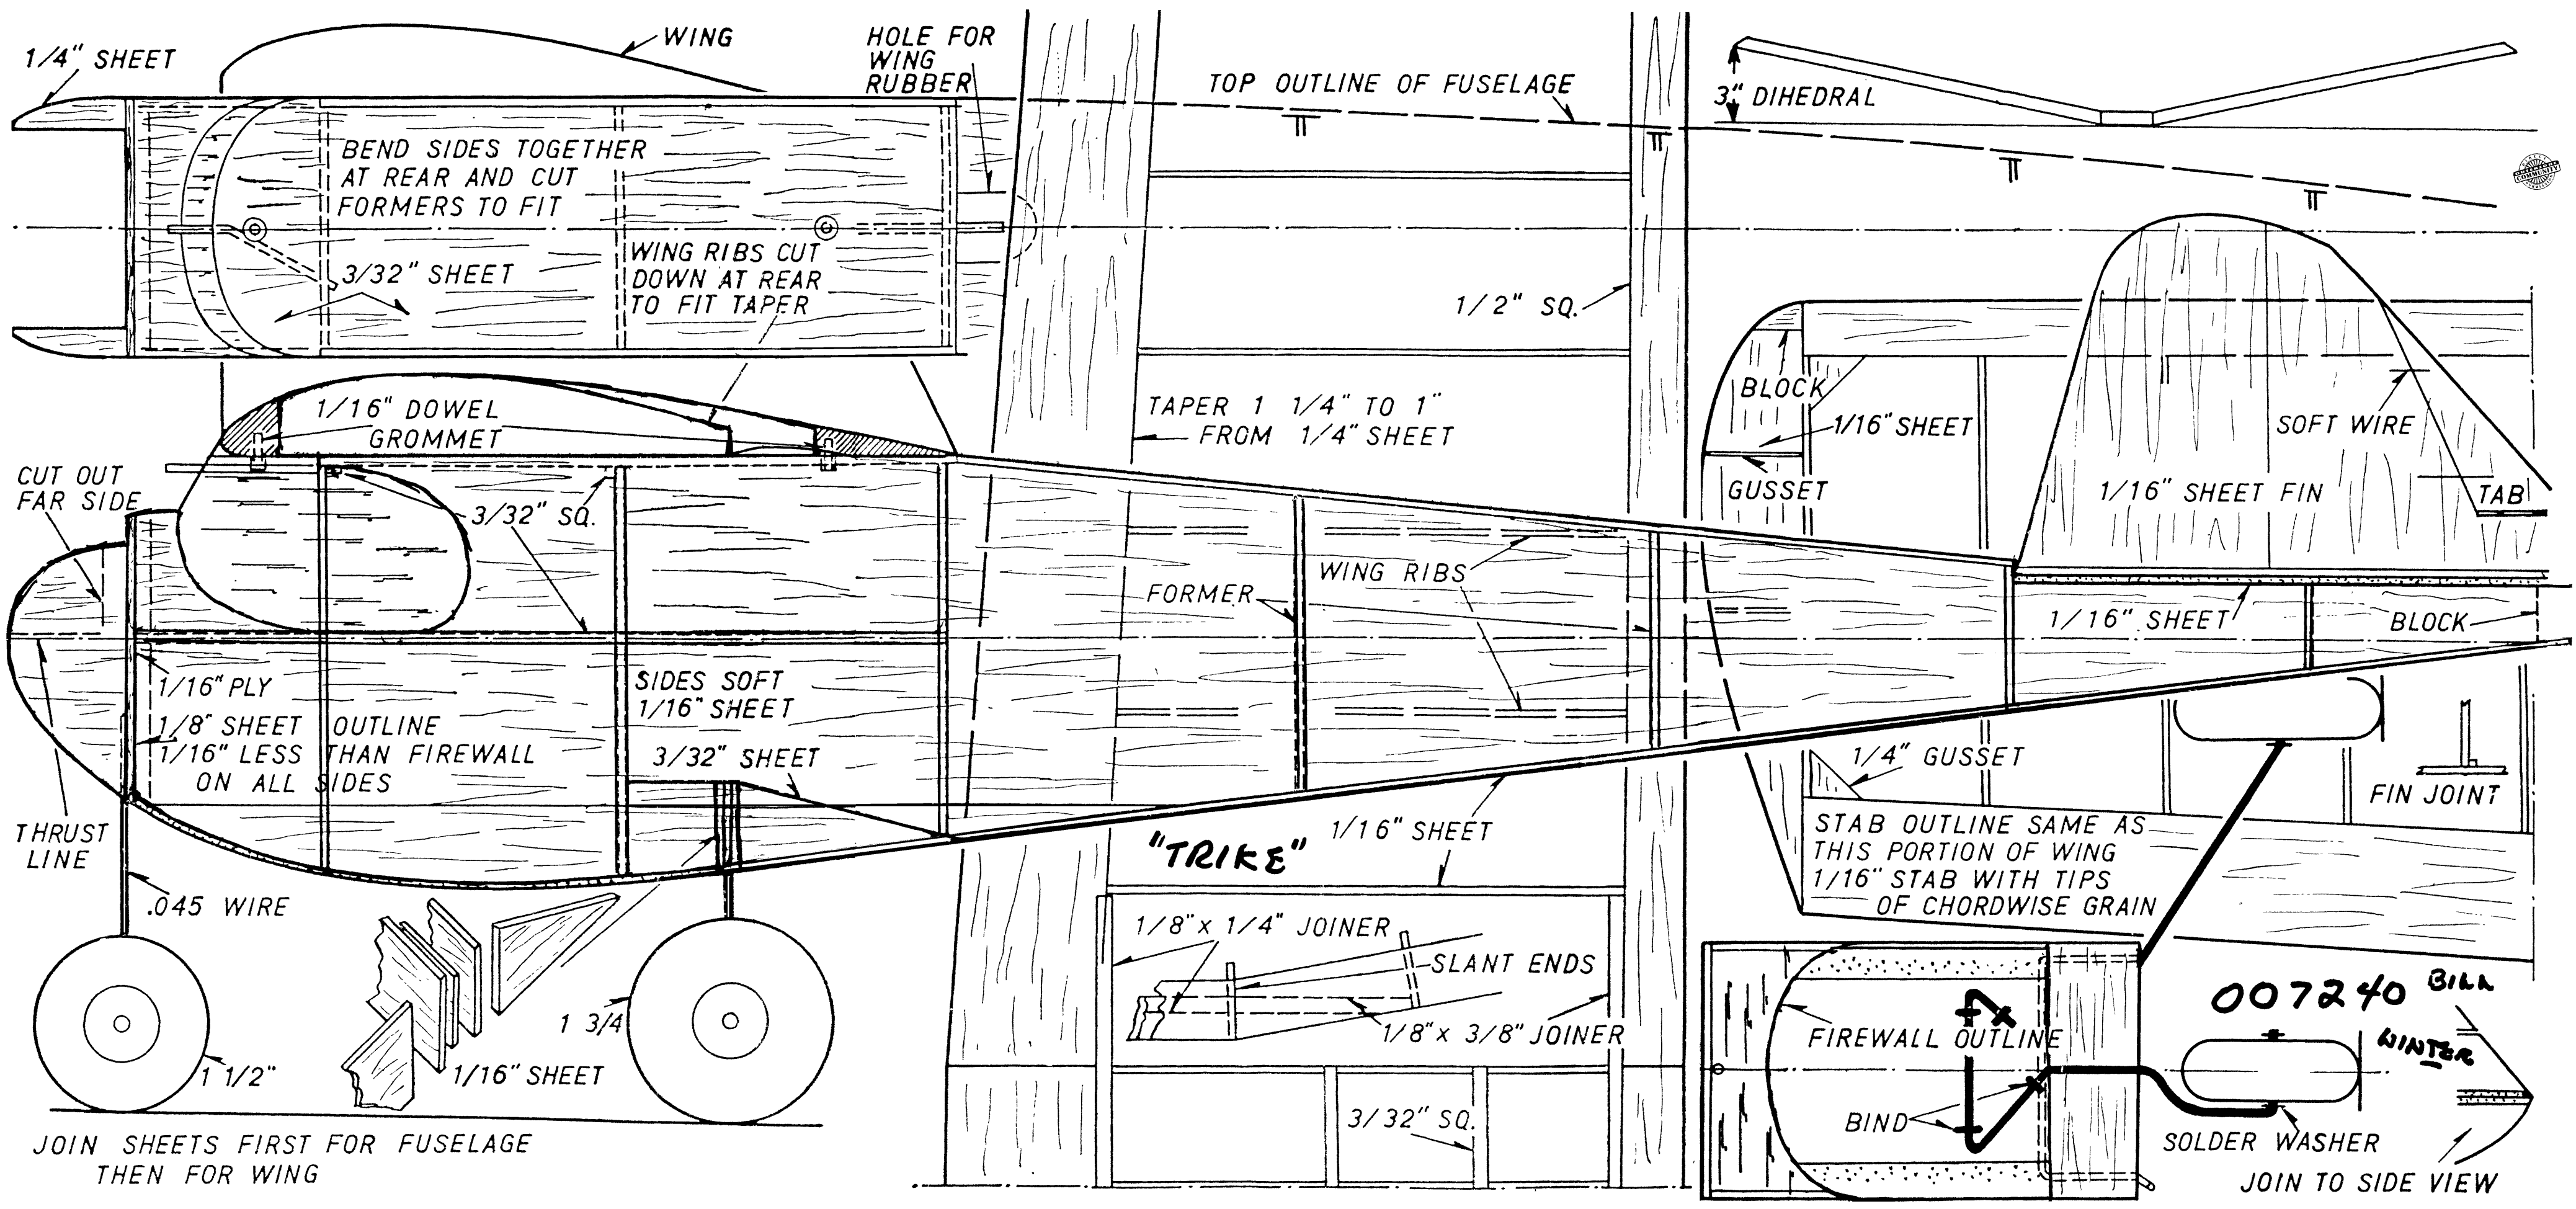 1/4" SHEET
WING
HOLE FOR
WING
RUBBER
TOP OUTLINE OF FUSELAGE
3" DIHEDRAL
BEND SIDES TOGETHER
AT REAR AND CUT
FORMERS TO FIT
WING RIBS CUT
DOWN AT REAR
TO FIT TAPER
3/32" SHEET
1/2" SQ.
COMMUNITY
BLOCK
1/16" SHEET
GUSSET
SOFT WIRE
1/16" SHEET FIN
TAB
1/16" DOWEL
GROMMET
TAPER 1 1/4" TO 1"
FROM 1/4" SHEET
CUT OUT
FAR SIDE
3/32" SQ.
WING RIBS
FORMER
1/16" SHEET
BLOCK
1/16" PLY
1/8" SHEET OUTLINE
1/16" LESS THAN FIREWALL
ON ALL SIDES
SIDES SOFT
1/16" SHEET
3/32" SHEET
1/4" GUSSET
FIN JOINT
THRUST
LINE
"TRIKE"
1/16" SHEET
STAB OUTLINE SAME AS
THIS PORTION OF WING
1/16" STAB WITH TIPS
OF CHORDWISE GRAIN
.045 WIRE
1/8" x 1/4" JOINER
SLANT ENDS
1/8" x 3/8" JOINER
1 1/2"
1 3/4
1/16" SHEET
FIREWALL OUTLINE
007240 BILL
WINTER
3/32" SQ.
BIND
SOLDER WASHER
JOIN TO SIDE VIEW
JOIN SHEETS FIRST FOR FUSELAGE
THEN FOR WING